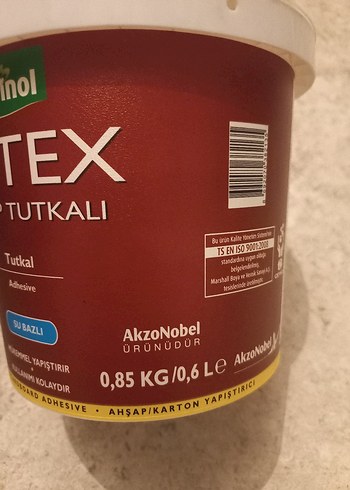 inol
TEX
TUTKALI
Tutkal
Adhesive
SU BAZLI
YAPIŞTIRIR
KULLANIMI KOLAYDIR
AkzoNobel
ÜRÜNÜDÜR
0,85 KG/0,6 L e
Bu ürün Kalite Yönetim Sistemi'nin
TS EN ISO 9001:2008
standardına uygun olduğu
belgelendirilmiş,
Marshall Boya ve Vernik Sanayi A.Ş.
tesislerinde üretilmiştir.
AkzoNobel
ADHESIVE • AHŞAP/KARTON YAPIŞTIRICI